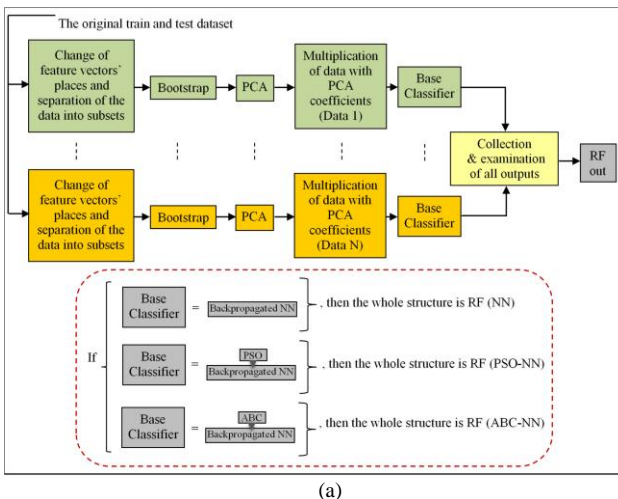 The original train and test dataset
Change of
feature vectors'
places and
separation of the
data into subsets
Bootstrap
PCA
Multiplication
of data with
PCA
coefficients
(Data 1)
Base
Classifier
Collection
& examination
of all outputs
RF
out
Change of
feature vectors'
places and
separation of the
data into subsets
Bootstrap
PCA
Multiplication
of data with
PCA
coefficients
(Data N)
Base
Classifier
If
Base
Classifier
=
Backpropagated NN
, then the whole structure is RF (NN)
Base
Classifier
=
PSO
Backpropagated NN
, then the whole structure is RF (PSO-NN)
Base
Classifier
=
ABC
Backpropagated NN
, then the whole structure is RF (ABC-NN)
(a)